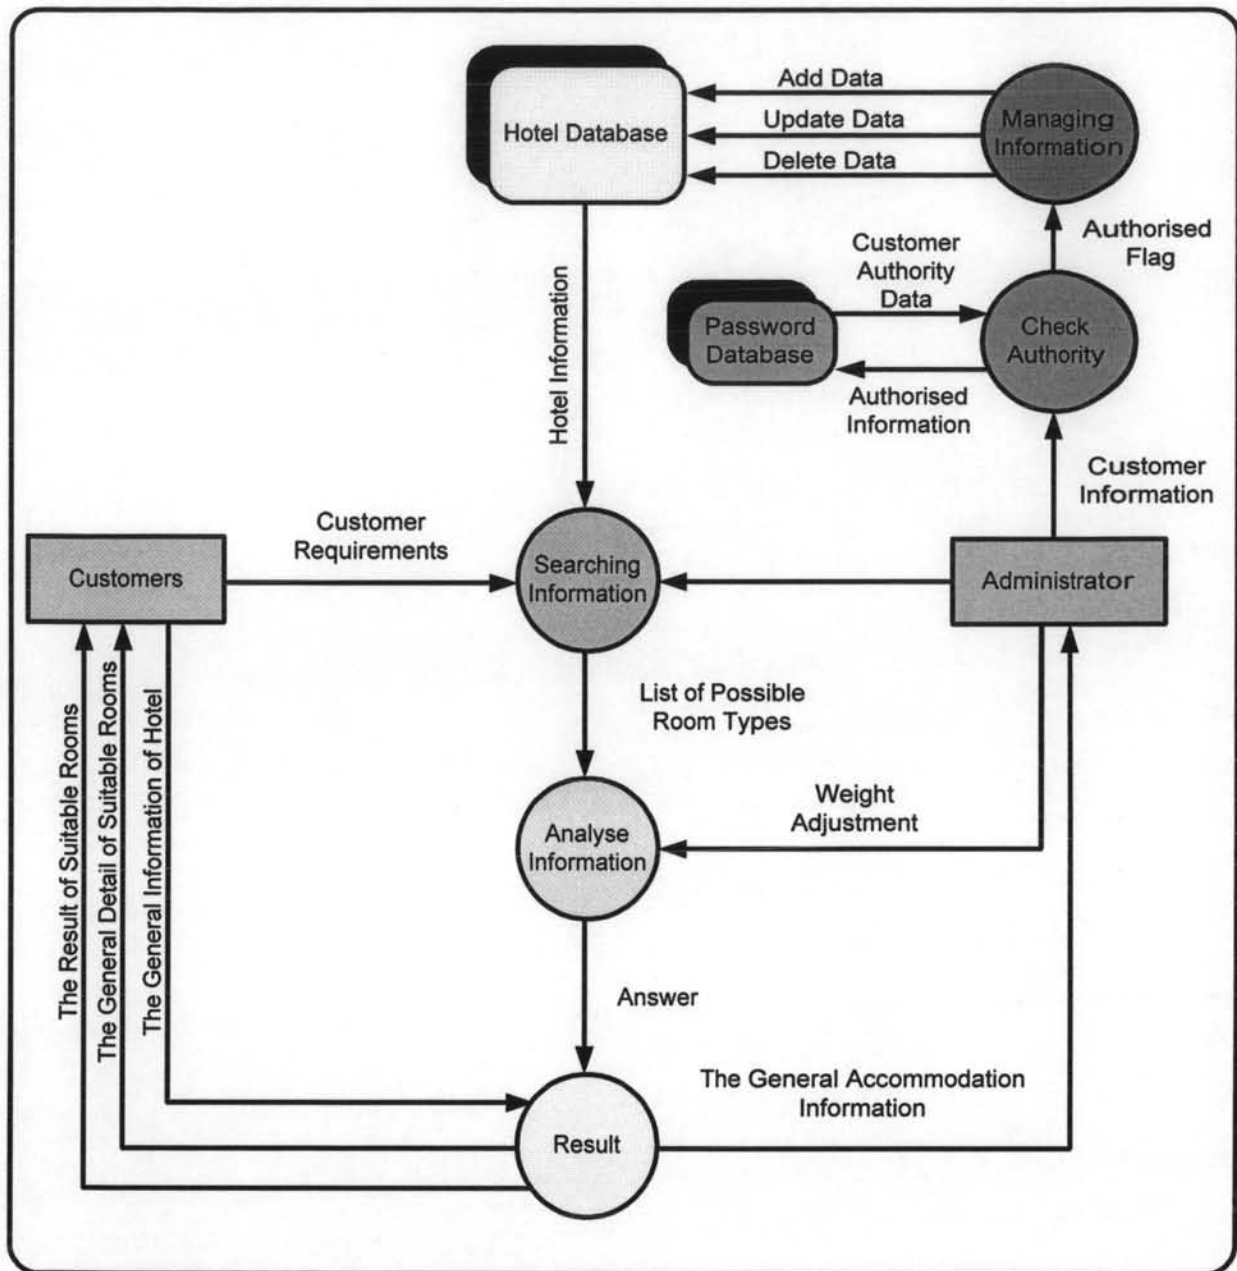 Add Data
Hotel Database
Update Data
Managing
Information
Delete Data
Customer
Authority
Data
Authorised
Flag
Hotel Information
Password
Database
Check
Authority
Authorised
Information
Customer
Information
Customer
Requirements
Customers
Searching
Information
Administrator
List of Possible
Room Types
The Result of Suitable Rooms
The General Detail of Suitable Rooms
The General Information of Hotel
Weight
Adjustment
Analyse
Information
Answer
The General Accommodation
Information
Result